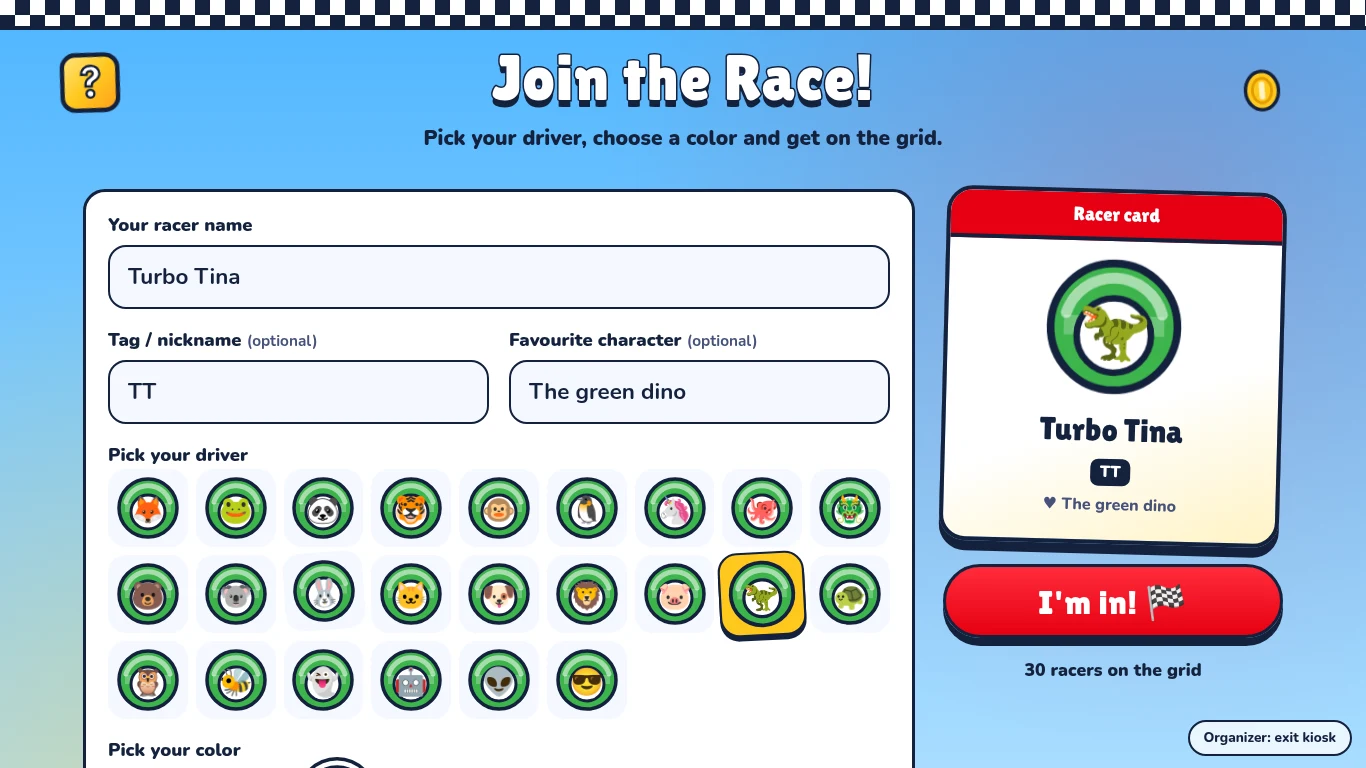 ?
Join the Race!
Pick your driver, choose a color and get on the grid.
Your racer name
Turbo Tina
Tag / nickname (optional)
Favourite character (optional)
TT
The green dino
Pick your driver
Pick your color
Racer card
Turbo Tina
TT
♥ The green dino
I'm in! 🏁
30 racers on the grid
Organizer: exit kiosk